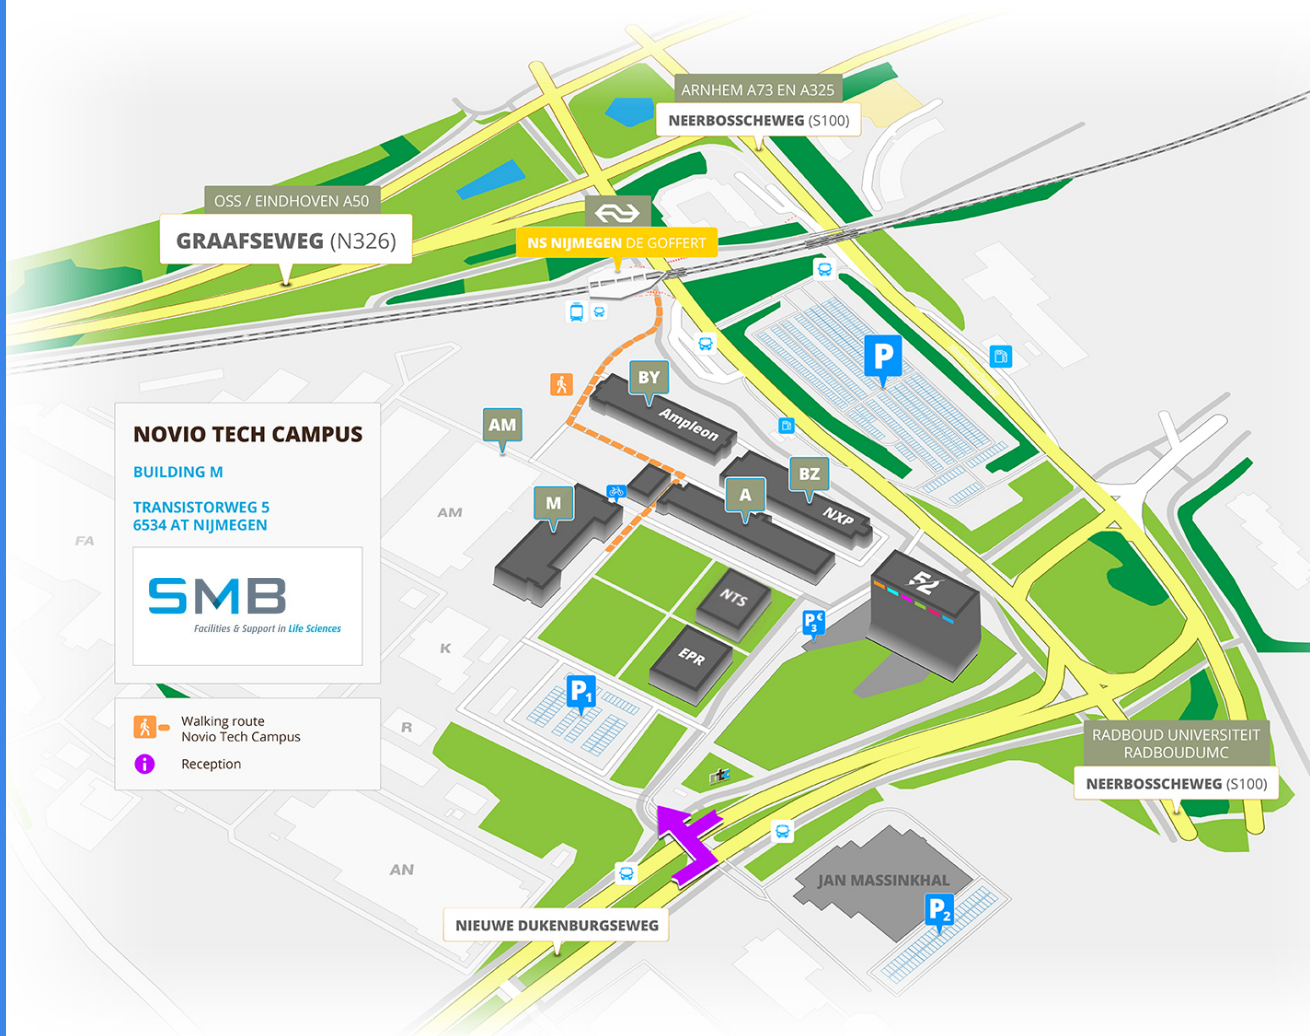 ARNHEM A73 EN A325
NEERBOSSCHEWEG (S100)
OSS / EINDHOVEN A50
GRAAFSEWEG (N326)
NS NIJMEGEN DE GOFFERT
P
BY
Ampleon
AM
BZ
A
M
NXP
AM
FA
NOVIO TECH CAMPUS
BUILDING M
TRANSISTORWEG 5
6534 AT NIJMEGEN
SMB
Facilities & Support in Life Sciences
52
NTS
P€
3
EPR
K
P1
R
Walking route
Novio Tech Campus
i
Reception
RADBOUD UNIVERSITEIT
RADBOUDUMC
NEERBOSSCHEWEG (S100)
AN
JAN MASSINKHAL
P2
NIEUWE DUKENBURGSEWEG